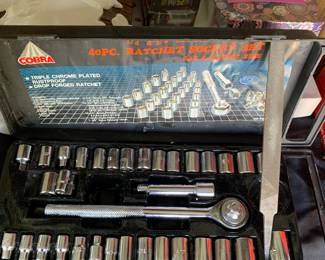 COBRA
40PC. RATCHET SOCKET SET
TRIPLE CHROME PLATED
RUSTPROOF
DROP FORGED RATCHET